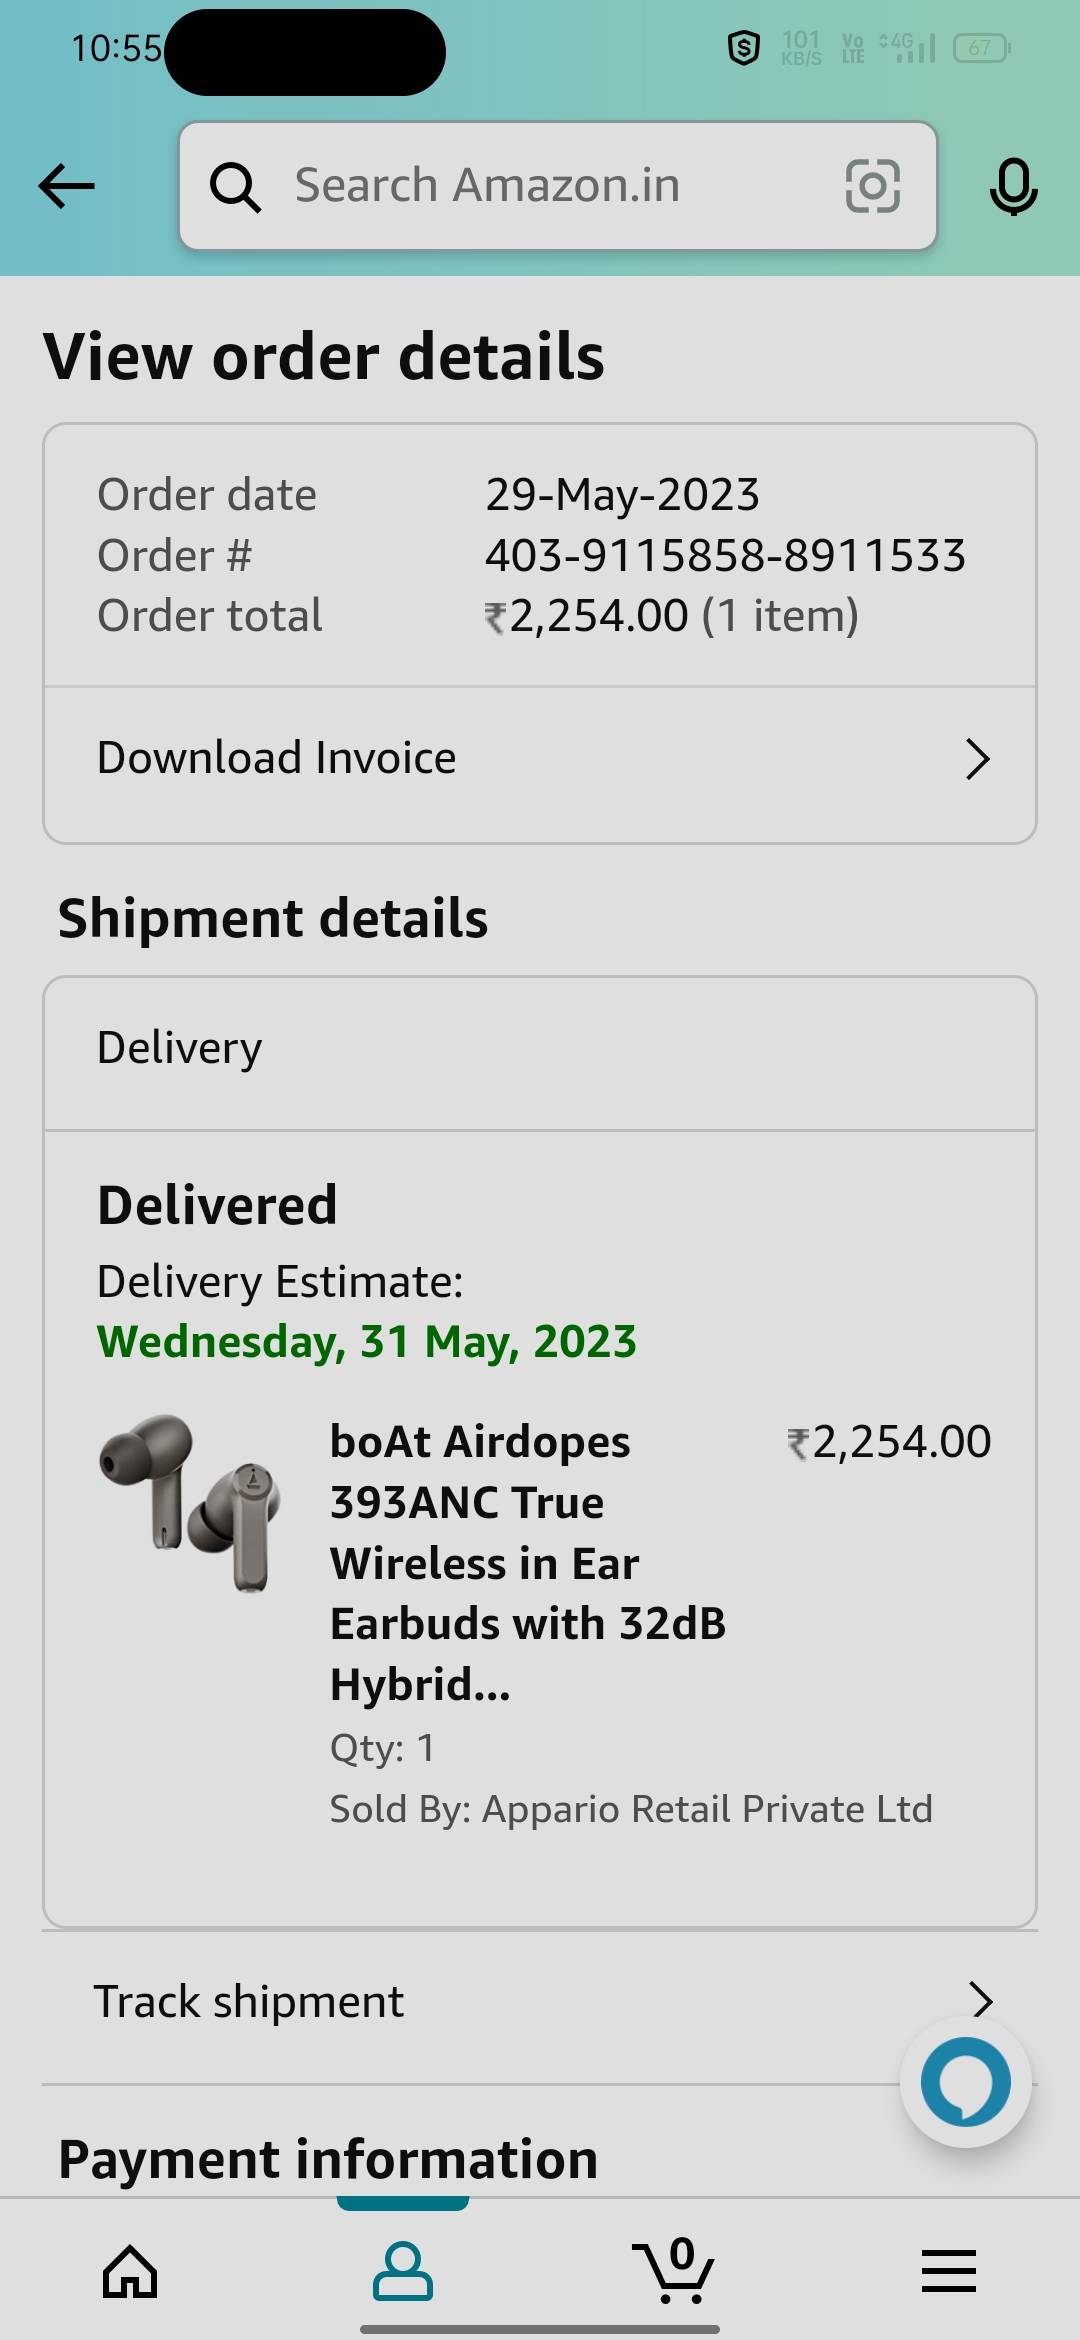 10:55
101 KB/S
Vo LTE
4G
67
Search Amazon.in
View order details
Order date 29-May-2023
Order # 403-9115858-8911533
Order total ₹2,254.00 (1 item)
Download Invoice
Shipment details
Delivery
Delivered
Delivery Estimate:
Wednesday, 31 May, 2023
boAt Airdopes ₹2,254.00
393ANC True
Wireless in Ear
Earbuds with 32dB
Hybrid...
Qty: 1
Sold By: Appario Retail Private Ltd
Track shipment
Payment information
0